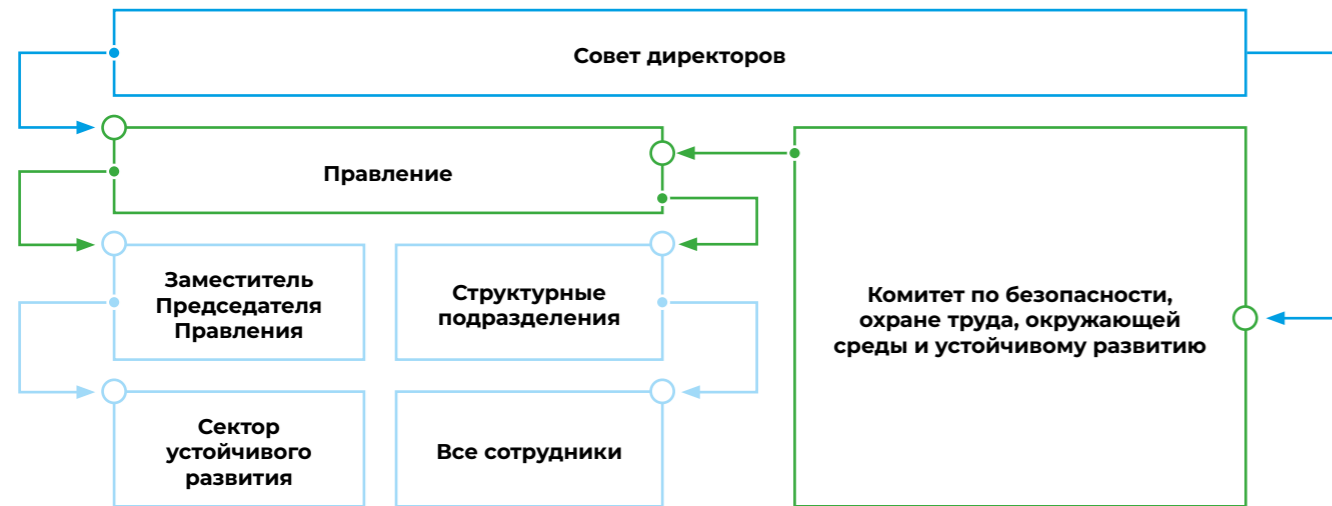 Совет директоров
Правление
Заместитель
Председателя
Правления
Структурные
подразделения
Комитет по безопасности,
охране труда, окружающей
среды и устойчивому развитию
Сектор
устойчивого
развития
Все сотрудники